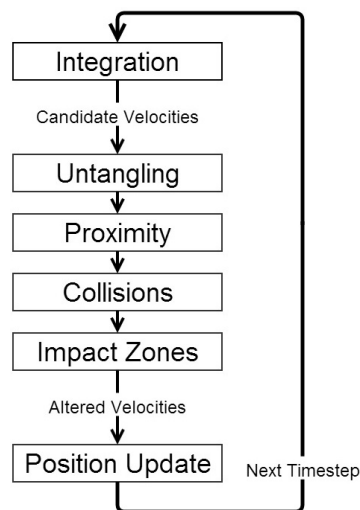 Integration
Candidate Velocities
Untangling
Proximity
Collisions
Impact Zones
Altered Velocities
Position Update
Next Timestep